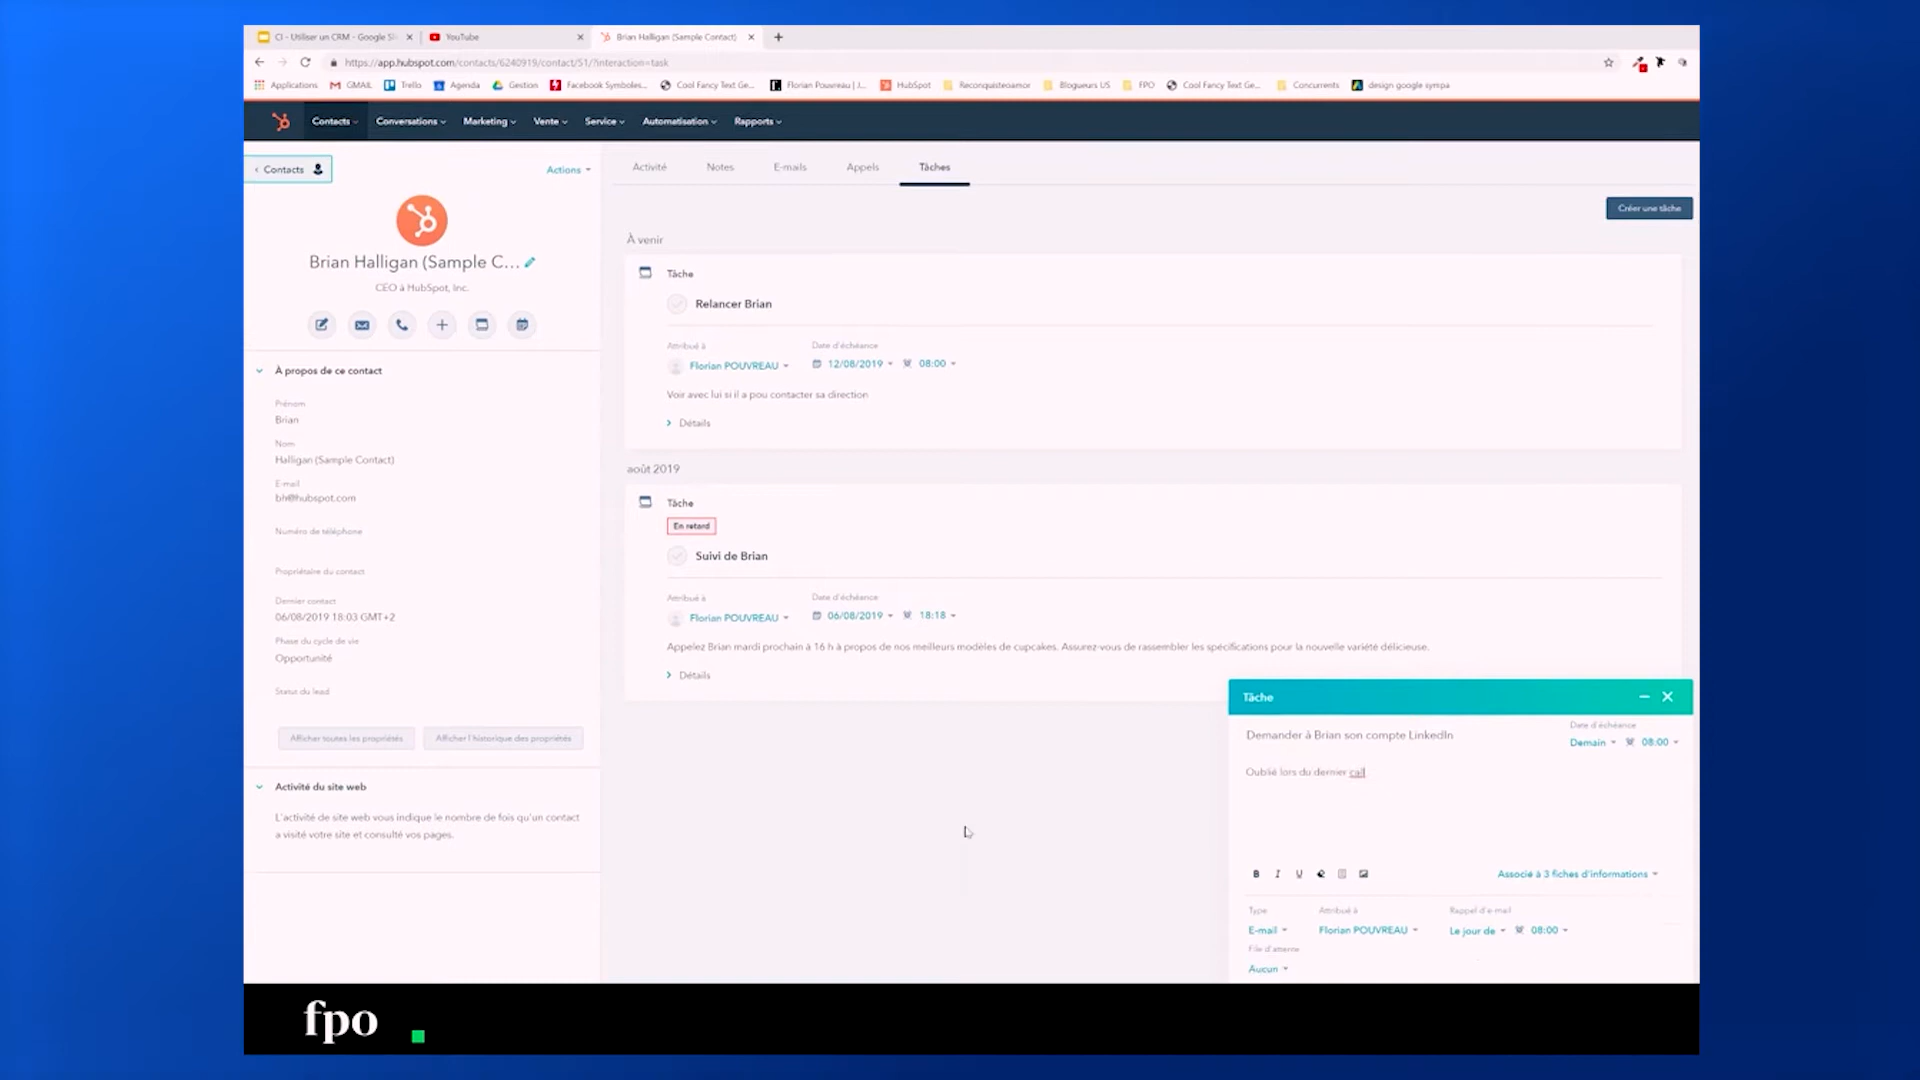 CI - Utiliser un CRM - Google Sl
YouTube
Brian Halligan (Sample Contact)
https://app.hubspot.com/contacts/6240919/contact/51/?interaction=task
Applications
GMAIL
Trello
Agenda
Gestion
Facebook Symboles...
Cool Fancy Text Ge...
Florian Pouvreau | J...
HubSpot
Reconquisteoamor
Blogueurs US
FPO
Cool Fancy Text Ge...
Concurrents
design google sympa
Contacts
Conversations
Marketing
Vente
Service
Automatisation
Rapports
Contacts
Actions
Brian Halligan (Sample C...
CEO à HubSpot, Inc.
À propos de ce contact
Prénom
Brian
Nom
Halligan (Sample Contact)
E-mail
bh@hubspot.com
Numéro de téléphone
Propriétaire du contact
Dernier contact
06/08/2019 18:03 GMT+2
Phase du cycle de vie
Opportunité
Statut du lead
Afficher toutes les propriétés
Afficher l'historique des propriétés
Activité du site web
L'activité de site web vous indique le nombre de fois qu'un contact
a visité votre site et consulté vos pages.
Activité
Notes
E-mails
Appels
Tâches
Créer une tâche
À venir
Tâche
Relancer Brian
Attribué à
Date d'échéance
Florian POUVREAU
12/08/2019
08:00
Voir avec lui si il a pou contacter sa direction
Détails
août 2019
Tâche
En retard
Suivi de Brian
Attribué à
Date d'échéance
Florian POUVREAU
06/08/2019
18:18
Appelez Brian mardi prochain à 16 h à propos de nos meilleurs modèles de cupcakes. Assurez-vous de rassembler les spécifications pour la nouvelle variété délicieuse.
Détails
Tâche
Demander à Brian son compte LinkedIn
Date d'échéance
Demain
08:00
Oublié lors du dernier call
B I U
Associé à 3 fiches d'informations
Type
Attribué à
Rappel d'e-mail
E-mail
Florian POUVREAU
Le jour de
08:00
File d'attente
Aucun
fpo